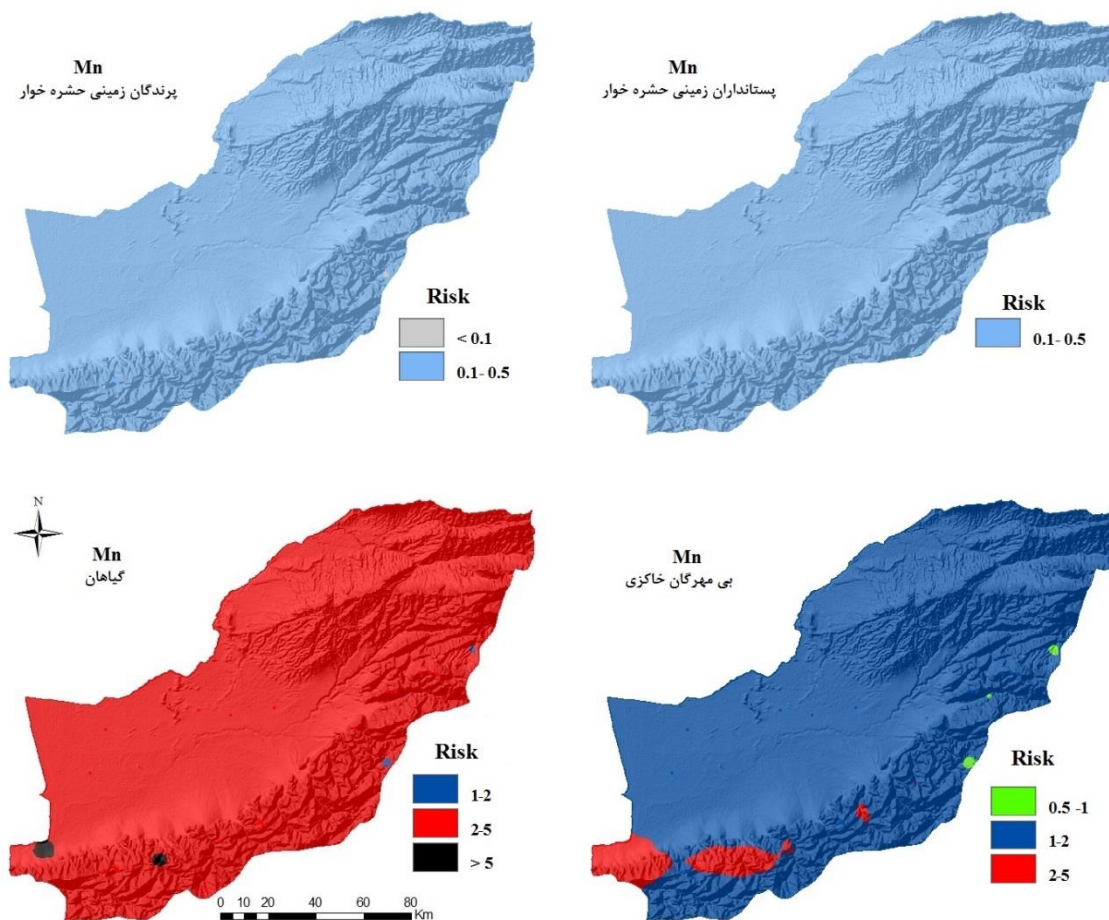 Mn
پرندگان زمینی حشره خوار
Risk
< 0.1
0.1- 0.5
Mn
پستانداران زمینی حشره خوار
Risk
0.1- 0.5
N
Mn
گیاهان
Risk
1-2
2-5
> 5
0 10 20 40 60 80
Km
Mn
بی مهرگان خاکزی
Risk
0.5 -1
1-2
2-5